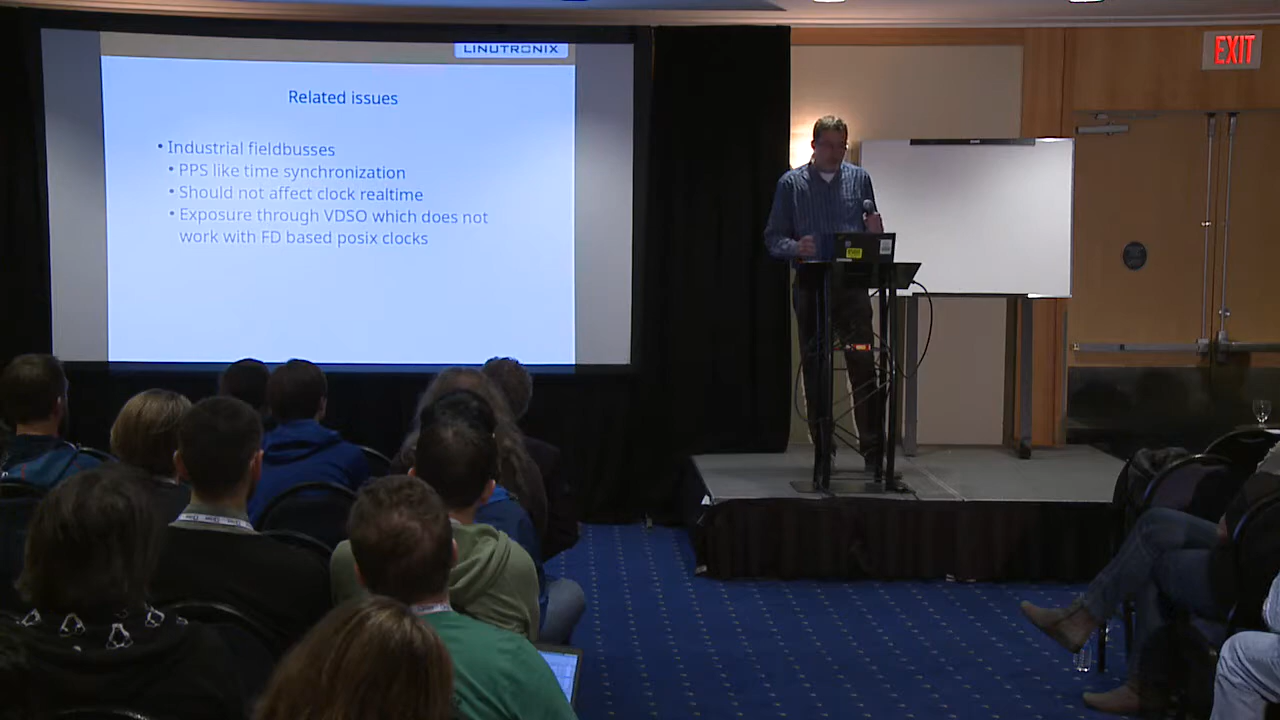 LINUTRONIX
Related issues
• Industrial fieldbusses
• PPS like time synchronization
• Should not affect clock realtime
• Exposure through VDSO which does not
work with FD based posix clocks
EXIT